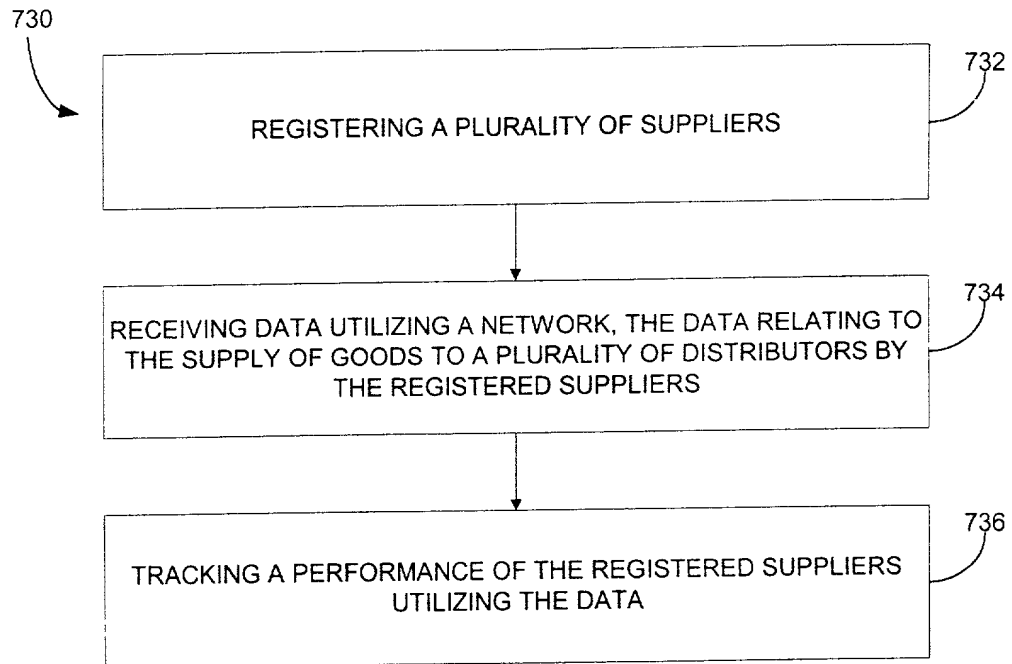 730
732
REGISTERING A PLURALITY OF SUPPLIERS
734
RECEIVING DATA UTILIZING A NETWORK, THE DATA RELATING TO
THE SUPPLY OF GOODS TO A PLURALITY OF DISTRIBUTORS BY
THE REGISTERED SUPPLIERS
736
TRACKING A PERFORMANCE OF THE REGISTERED SUPPLIERS
UTILIZING THE DATA